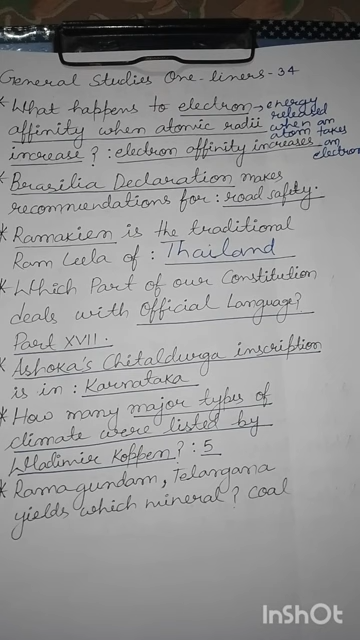 General Studies One-liners-34
* What happens to electron → energy released when an atom takes an electron
affinity when atomic radii
increase? : electron affinity increases
* Brasilia Declaration makes
recommendations for: road safety.
* Ramakien is the traditional
Ram Leela of : Thailand
* Which Part of our Constitution
deals with Official Language?
Part XVII.
* Ashoka's Chitaldurga inscription
is in : Karnataka
* How many major types of
climate were listed by
Wladimir Koppen? : 5
* Ramagundam, Telangana
yields which mineral? coal
InShOt